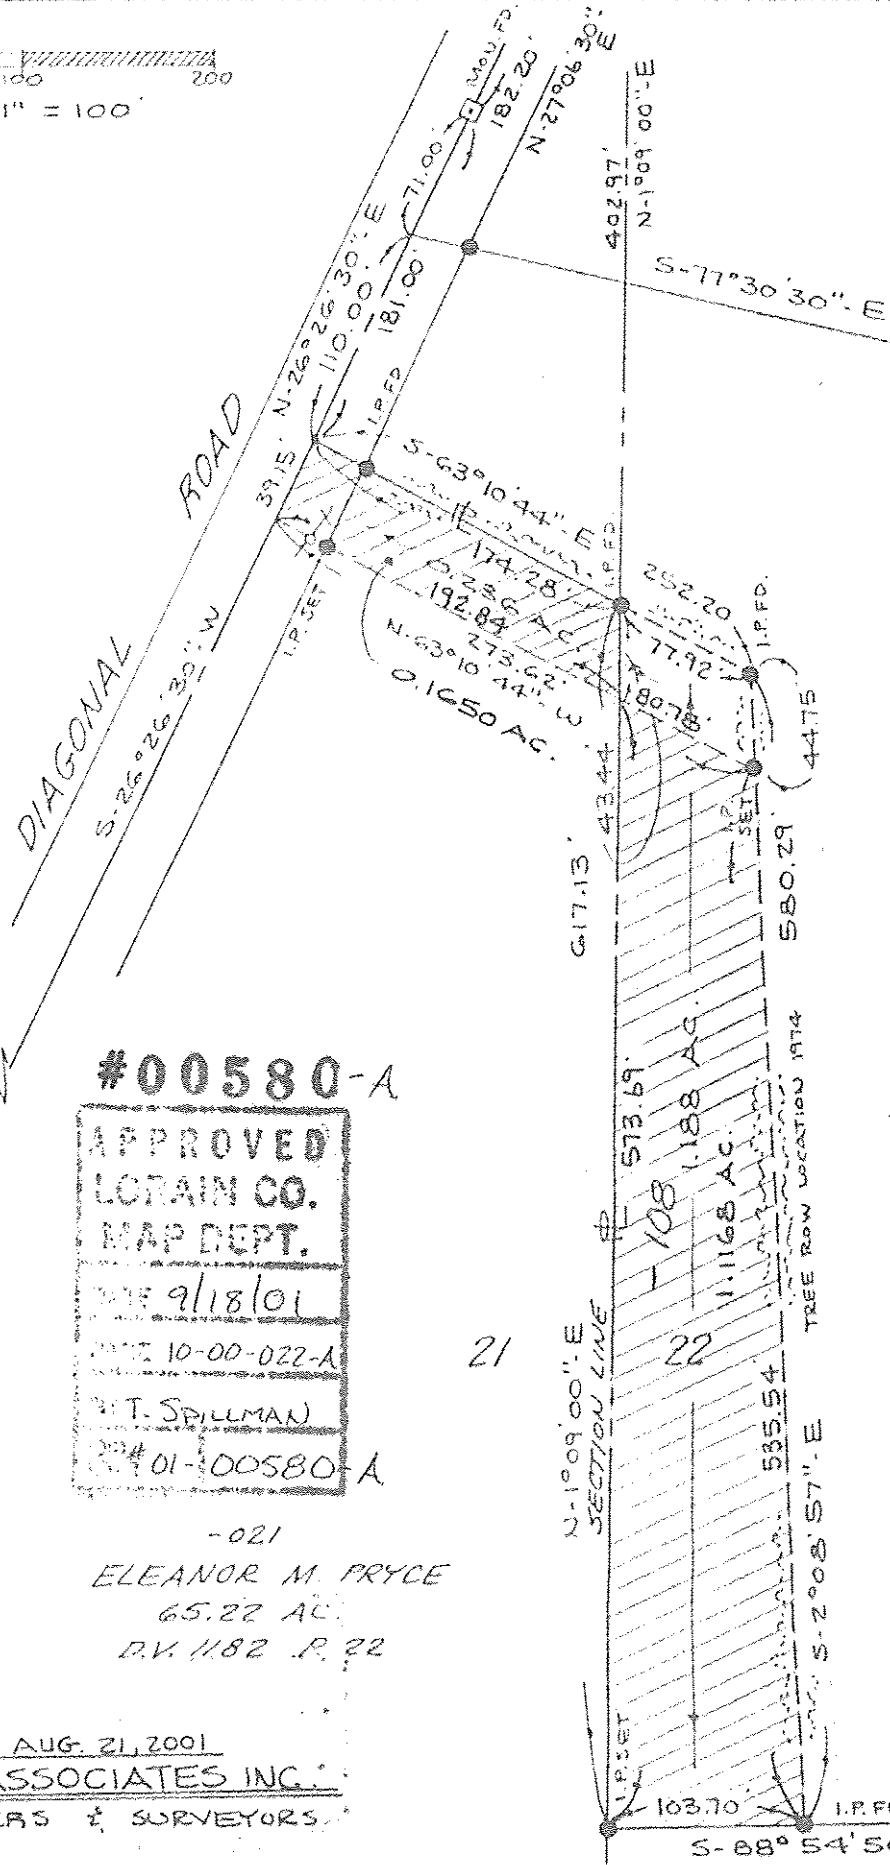 100 200
1" = 100'
MON. FD.
182.20'
N-27°06'30"-E
71.00'
402.97'
N-1°09'00"-E
S-77°30'30"-E
N-26°26'30"-E
110.00'
181.00'
I.P. FD
ROAD
39.15'
S-63°10'44"-E
174.28'
I.P. FD.
252.20
77.92'
I.P. FD.
0.236 AC.
192.84
273.62'
N-63°10'44"-W
0.1650 AC.
180.78'
44.75
I.P. SET
I.P. SET
DIAGONAL
S-26°26'30"-W
43.44
617.13'
580.29'
573.69'
-108
1.188 AC.
1.1168 AC.
TREE ROW LOCATION 1974
#00580-A
APPROVED
LORAIN CO.
MAP DEPT.
9/18/01
10-00-022-A
T. SPILLMAN
01-00580-A
21
22
N-1°09'00"-E
SECTION LINE
535.54
S-2°08'57"-E
-021
ELEANOR M. PRYCE
65.22 AC.
D.V. 1182 P. 22
AUG. 21, 2001
ASSOCIATES INC.
& SURVEYORS
I.P. SET
103.70
I.P. F
S-88°54'5